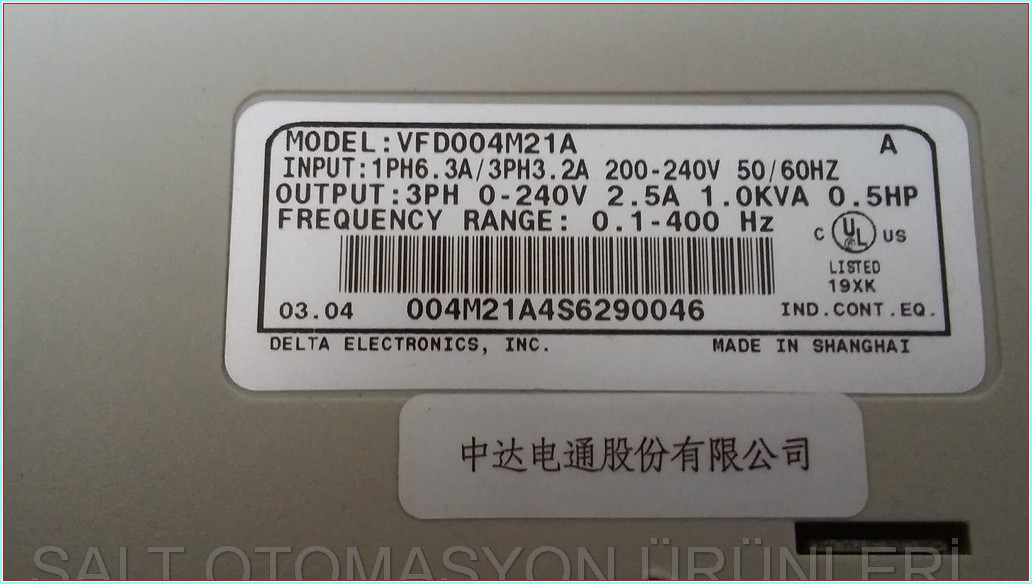 MODEL:VFD004M21A A
INPUT:1PH6.3A/3PH3.2A 200-240V 50/60HZ
OUTPUT:3PH 0-240V 2.5A 1.0KVA 0.5HP
FREQUENCY RANGE: 0.1-400 Hz
C UL US
LISTED
19XK
03.04 004M21A4S6290046 IND.CONT.EQ.
DELTA ELECTRONICS, INC. MADE IN SHANGHAI
中达电通股份有限公司
SALT OTOMASYON ÜRÜNLERİ